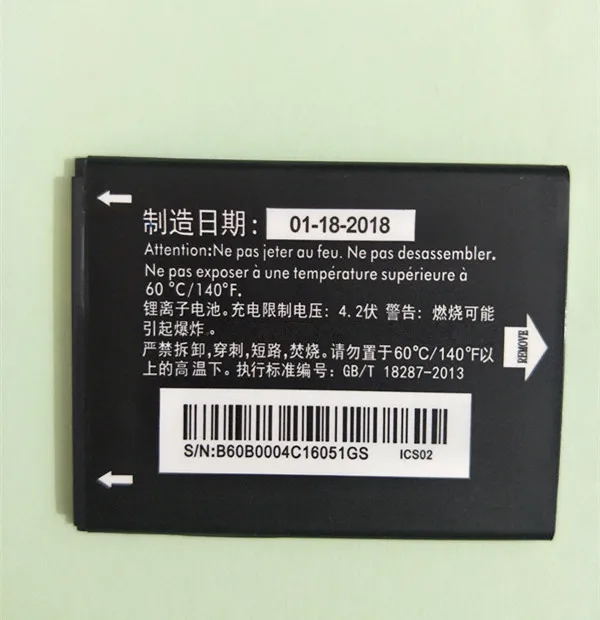 制造日期: 01-18-2018
Attention:Ne pas jeter au feu. Ne pas desassembler.
Ne pas exposer à une température supérieure à
60 °C/140°F.
锂离子电池。充电限制电压: 4.2伏 警告: 燃烧可能
引起爆炸。
严禁拆卸,穿刺,短路,焚烧。请勿置于60°C/140°F以
上的高温下。执行标准编号: GB/T 18287-2013
REMOVE
S/N:B60B0004C16051GS ICS02